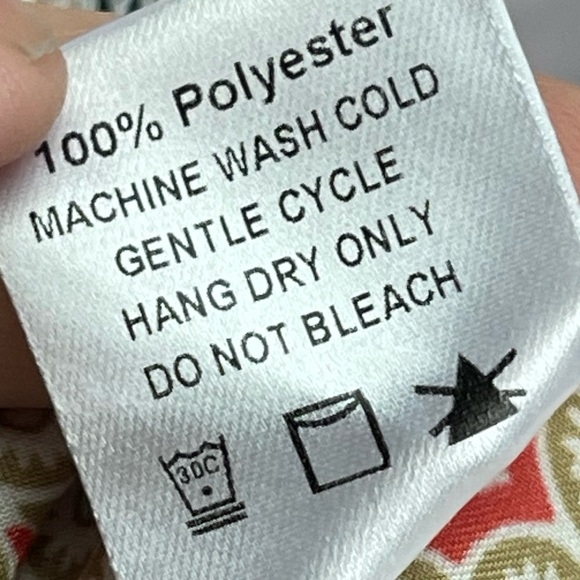 100% Polyester
MACHINE WASH COLD
GENTLE CYCLE
HANG DRY ONLY
DO NOT BLEACH
30C